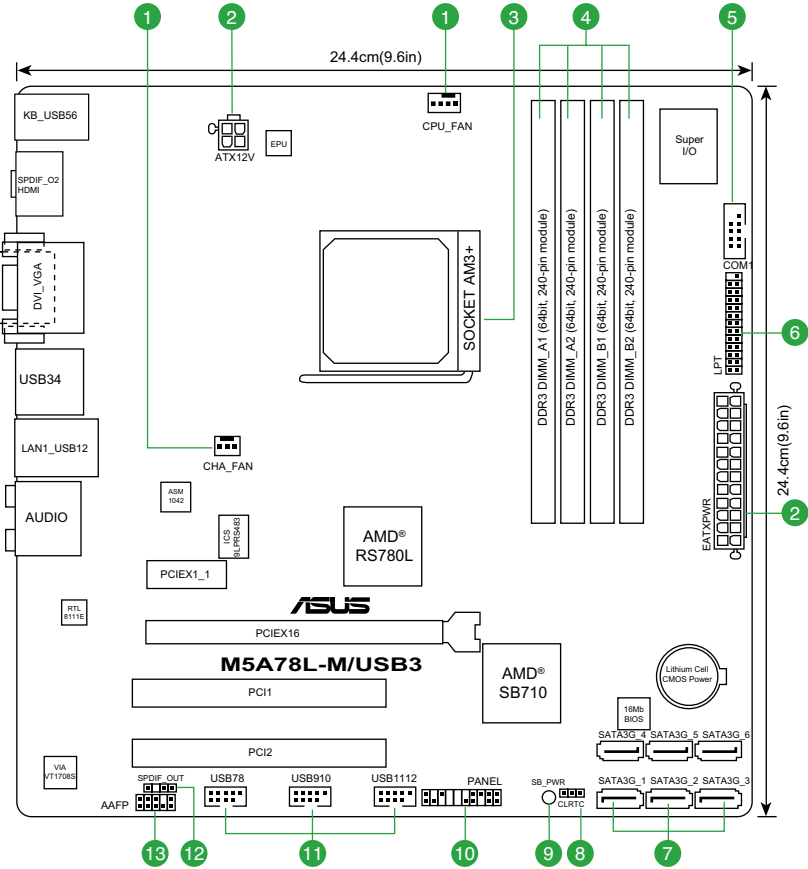 1
2
1
3
4
5
24.4cm(9.6in)
KB_USB56
ATX12V
EPU
CPU_FAN
Super
I/O
SPDIF_O2
HDMI
DVI_VGA
SOCKET AM3+
DDR3 DIMM_A1 (64bit, 240-pin module)
DDR3 DIMM_A2 (64bit, 240-pin module)
DDR3 DIMM_B1 (64bit, 240-pin module)
DDR3 DIMM_B2 (64bit, 240-pin module)
COM1
LPT
6
USB34
1
CHA_FAN
LAN1_USB12
24.4cm(9.6in)
EATXPWR
2
ASM
1042
AUDIO
ICS
9LPRS483
AMD®
RS780L
PCIEX1_1
RTL
8111E
ASUS
PCIEX16
M5A78L-M/USB3
AMD®
SB710
Lithium Cell
CMOS Power
PCI1
16Mb
BIOS
SATA3G_4
SATA3G_5
SATA3G_6
PCI2
VIA
VT1708S
SPDIF_OUT
USB78
USB910
USB1112
PANEL
SB_PWR
CLRTC
SATA3G_1
SATA3G_2
SATA3G_3
AAFP
13
12
11
10
9
8
7